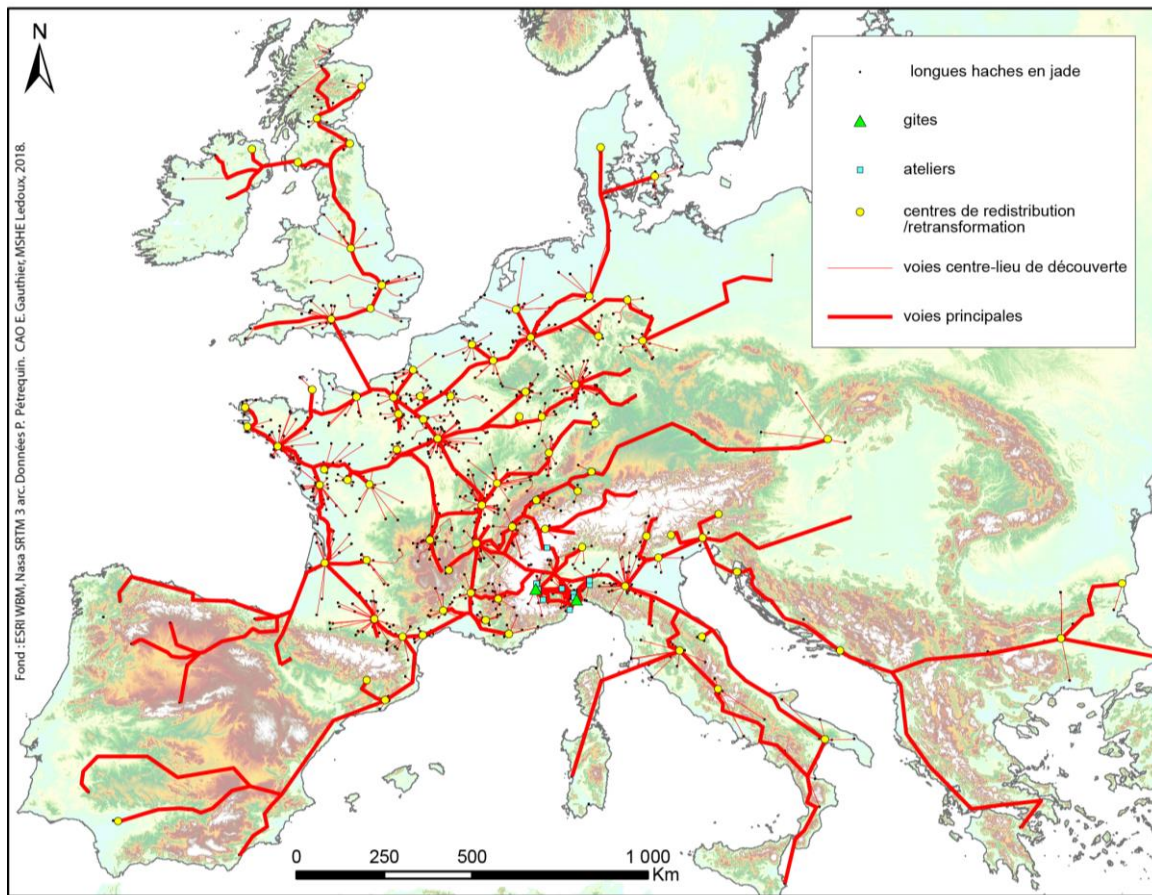 N
longues haches en jade
gites
ateliers
centres de redistribution
/retransformation
voies centre-lieu de découverte
voies principales
Fond : ESRI WBM, Nasa SRTM 3 arc. Données P. Pétrequin. CAO E. Gauthier, MSHE Ledoux, 2018.
0 250 500 1 000
Km